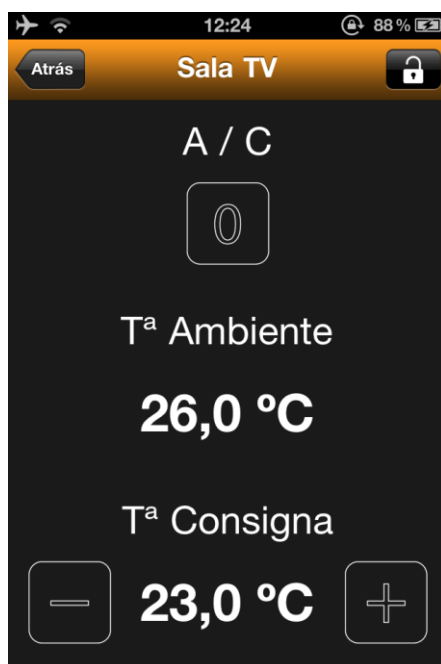 12:24 88 %
Atrás Sala TV
A / C
0
Tª Ambiente
26,0 ºC
Tª Consigna
23,0 ºC